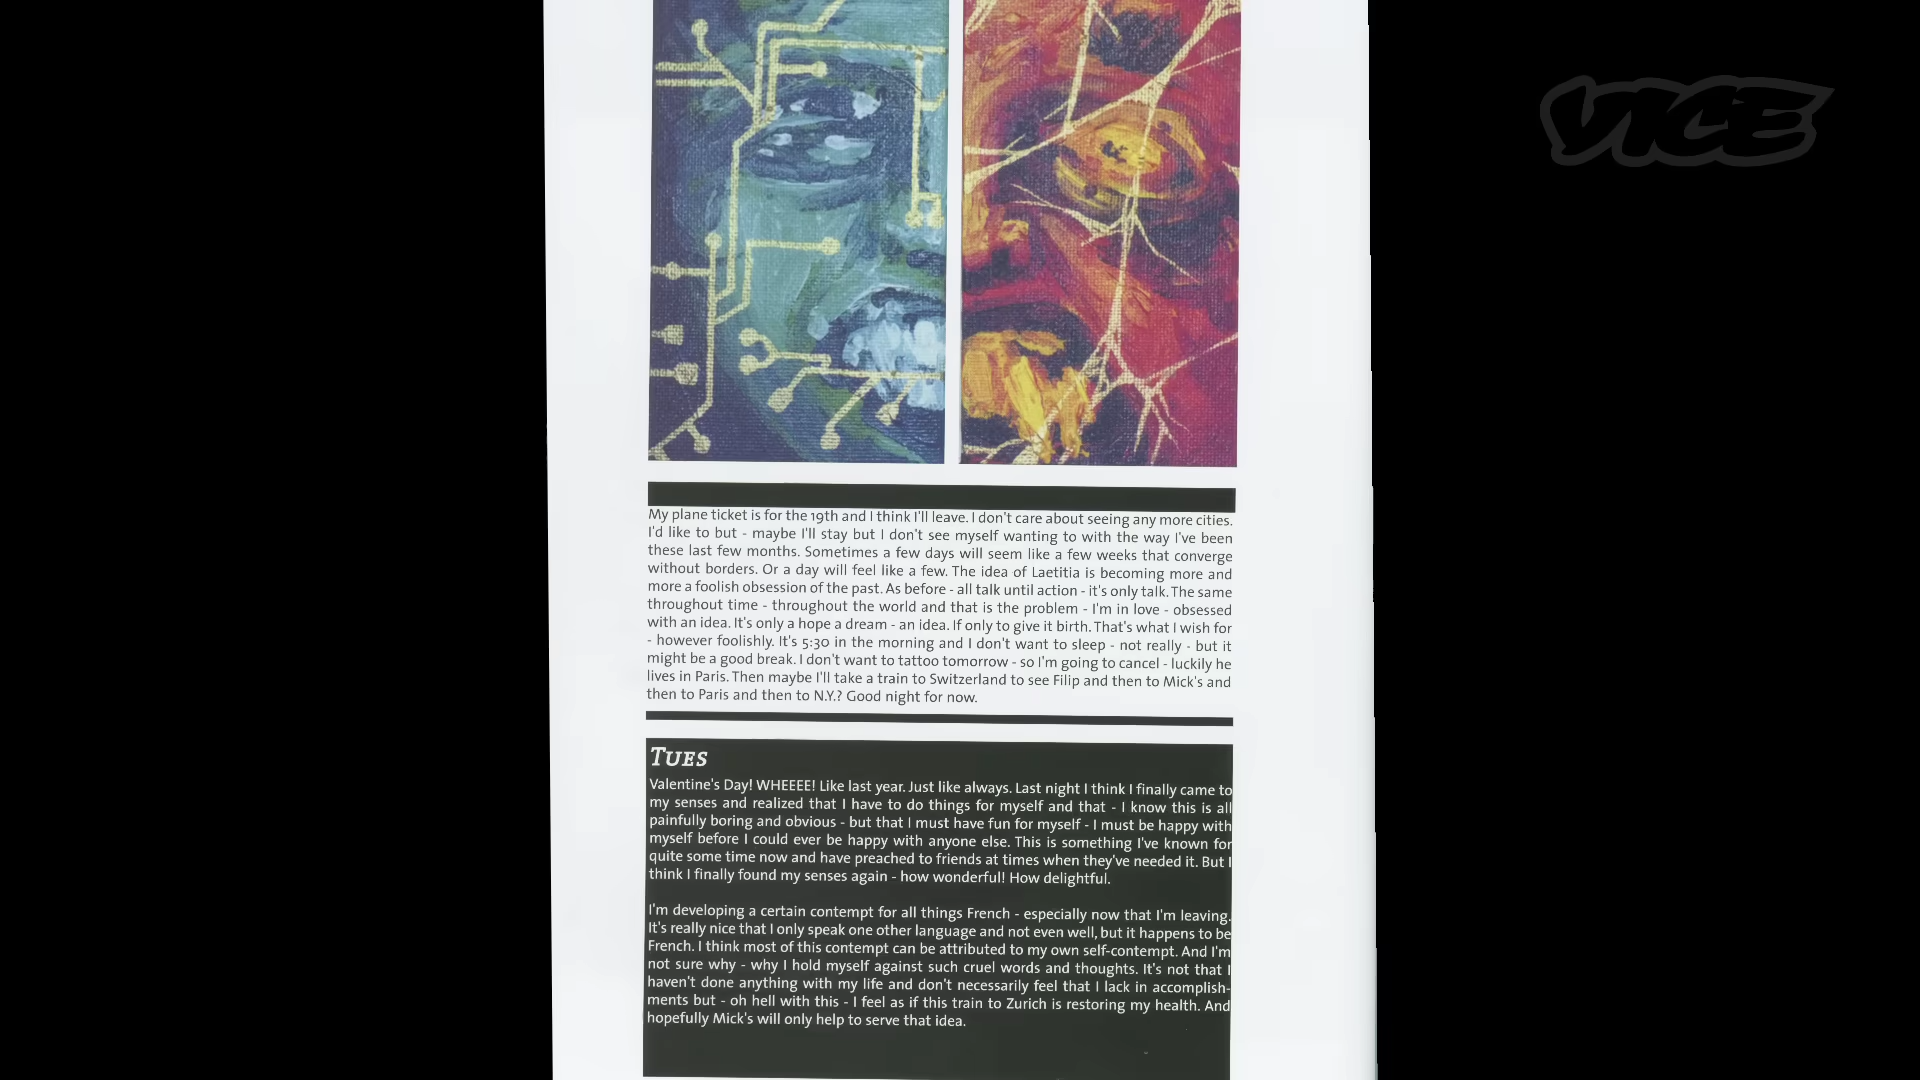 VICE
My plane ticket is for the 19th and I think I'll leave. I don't care about seeing any more cities.
I'd like to but - maybe I'll stay but I don't see myself wanting to with the way I've been
these last few months. Sometimes a few days will seem like a few weeks that converge
without borders. Or a day will feel like a few. The idea of Laetitia is becoming more and
more a foolish obsession of the past. As before - all talk until action - it's only talk. The same
throughout time - throughout the world and that is the problem - I'm in love - obsessed
with an idea. It's only a hope a dream - an idea. If only to give it birth. That's what I wish for
- however foolishly. It's 5:30 in the morning and I don't want to sleep - not really - but it
might be a good break. I don't want to tattoo tomorrow - so I'm going to cancel - luckily he
lives in Paris. Then maybe I'll take a train to Switzerland to see Filip and then to Mick's and
then to Paris and then to N.Y.? Good night for now.
TUES
Valentine's Day! WHEEEE! Like last year. Just like always. Last night I think I finally came to
my senses and realized that I have to do things for myself and that - I know this is all
painfully boring and obvious - but that I must have fun for myself - I must be happy with
myself before I could ever be happy with anyone else. This is something I've known for
quite some time now and have preached to friends at times when they've needed it. But I
think I finally found my senses again - how wonderful! How delightful.
I'm developing a certain contempt for all things French - especially now that I'm leaving.
It's really nice that I only speak one other language and not even well, but it happens to be
French. I think most of this contempt can be attributed to my own self-contempt. And I'm
not sure why - why I hold myself against such cruel words and thoughts. It's not that I
haven't done anything with my life and don't necessarily feel that I lack in accomplish-
ments but - oh hell with this - I feel as if this train to Zurich is restoring my health. And
hopefully Mick's will only help to serve that idea.